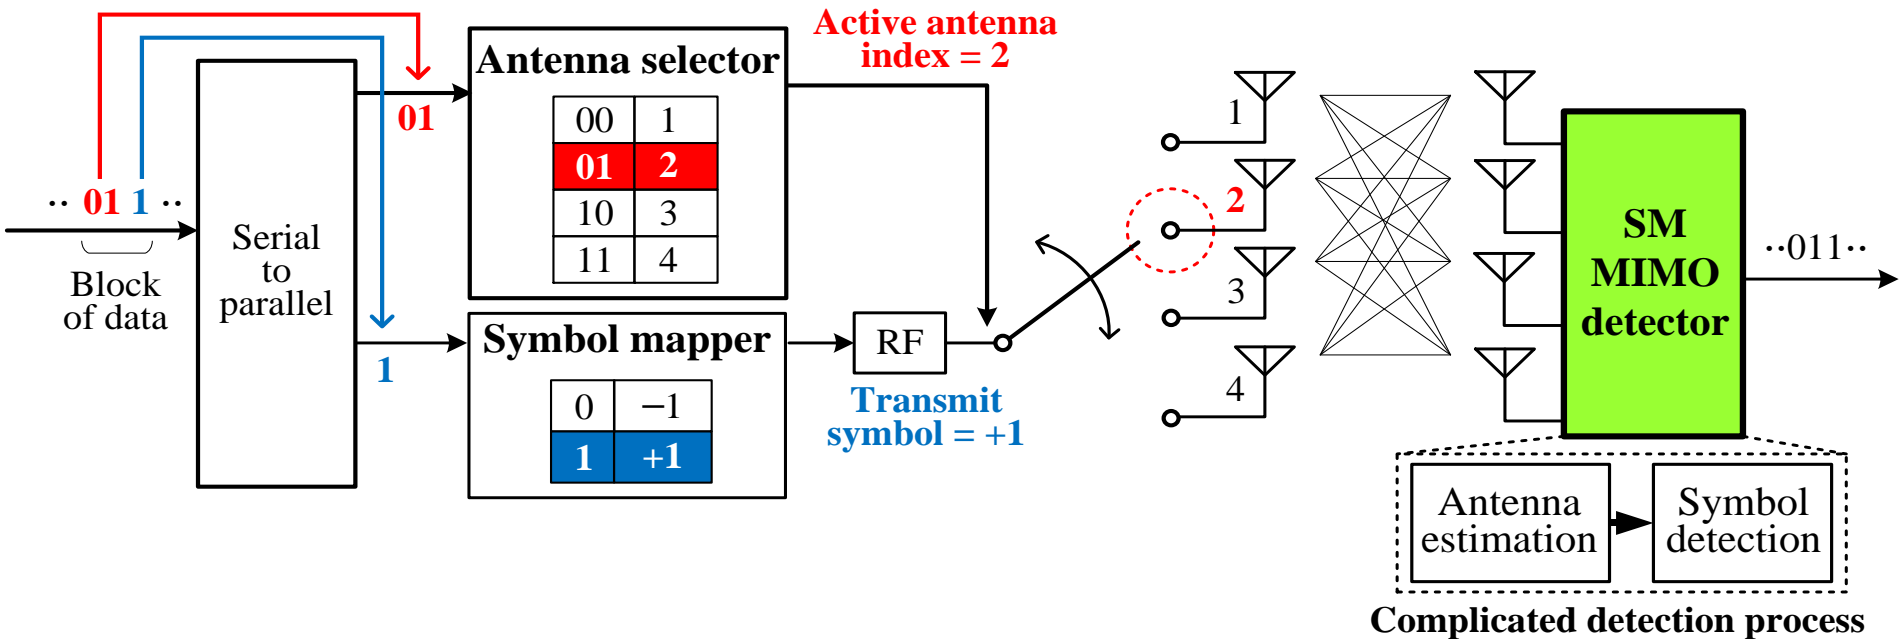 ·· 01 1 ··
Block
of data
Serial
to
parallel
01
1
Antenna selector
00 1
01 2
10 3
11 4
Symbol mapper
0 −1
1 +1
Active antenna
index = 2
RF
Transmit
symbol = +1
1
2
3
4
SM
MIMO
detector
··011··
Antenna
estimation
Symbol
detection
Complicated detection process